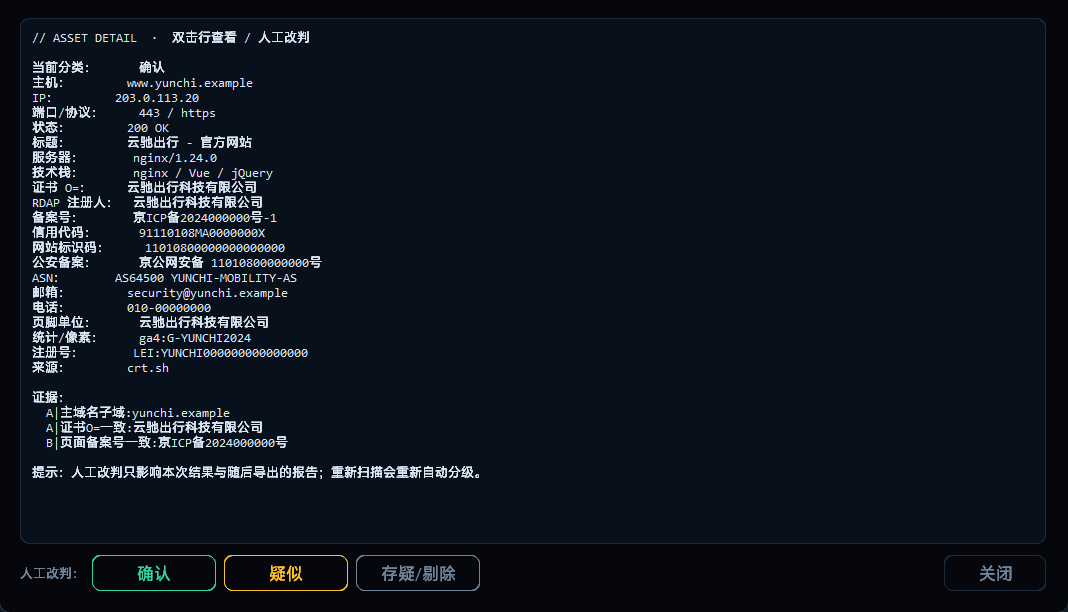 // ASSET DETAIL · 双击行查看 / 人工改判
当前分类: 确认
主机: www.yunchi.example
IP: 203.0.113.20
端口/协议: 443 / https
状态: 200 OK
标题: 云驰出行 - 官方网站
服务器: nginx/1.24.0
技术栈: nginx / Vue / jQuery
证书 O=: 云驰出行科技有限公司
RDAP 注册人: 云驰出行科技有限公司
备案号: 京ICP备2024000000号-1
信用代码: 91110108MA0000000X
网站标识码: 11010800000000000000
公安备案: 京公网安备 11010800000000号
ASN: AS64500 YUNCHI-MOBILITY-AS
邮箱: security@yunchi.example
电话: 010-00000000
页脚单位: 云驰出行科技有限公司
统计/像素: ga4:G-YUNCHI2024
注册号: LEI:YUNCHI000000000000000
来源: crt.sh
证据:
A|主域名子域:yunchi.example
A|证书O=一致:云驰出行科技有限公司
B|页面备案号一致:京ICP备2024000000号
提示: 人工改判只影响本次结果与随后导出的报告; 重新扫描会重新自动分级。
人工改判: 确认 疑似 存疑/剔除 关闭